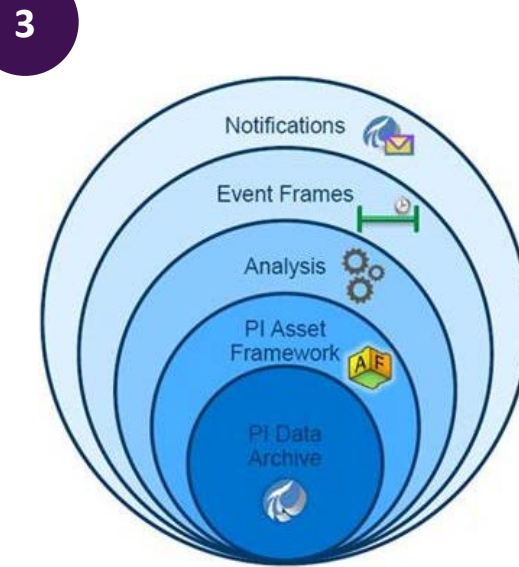 3
Notifications
Event Frames
Analysis
PI Asset
Framework
AF
PI Data
Archive